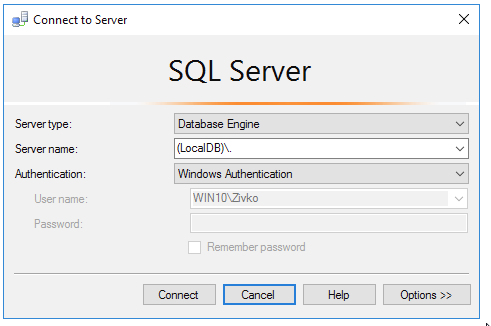 Connect to Server
SQL Server
Server type: Database Engine
Server name: (LocalDB)\.
Authentication: Windows Authentication
User name: WIN10\Zivko
Password:
Remember password
Connect Cancel Help Options >>